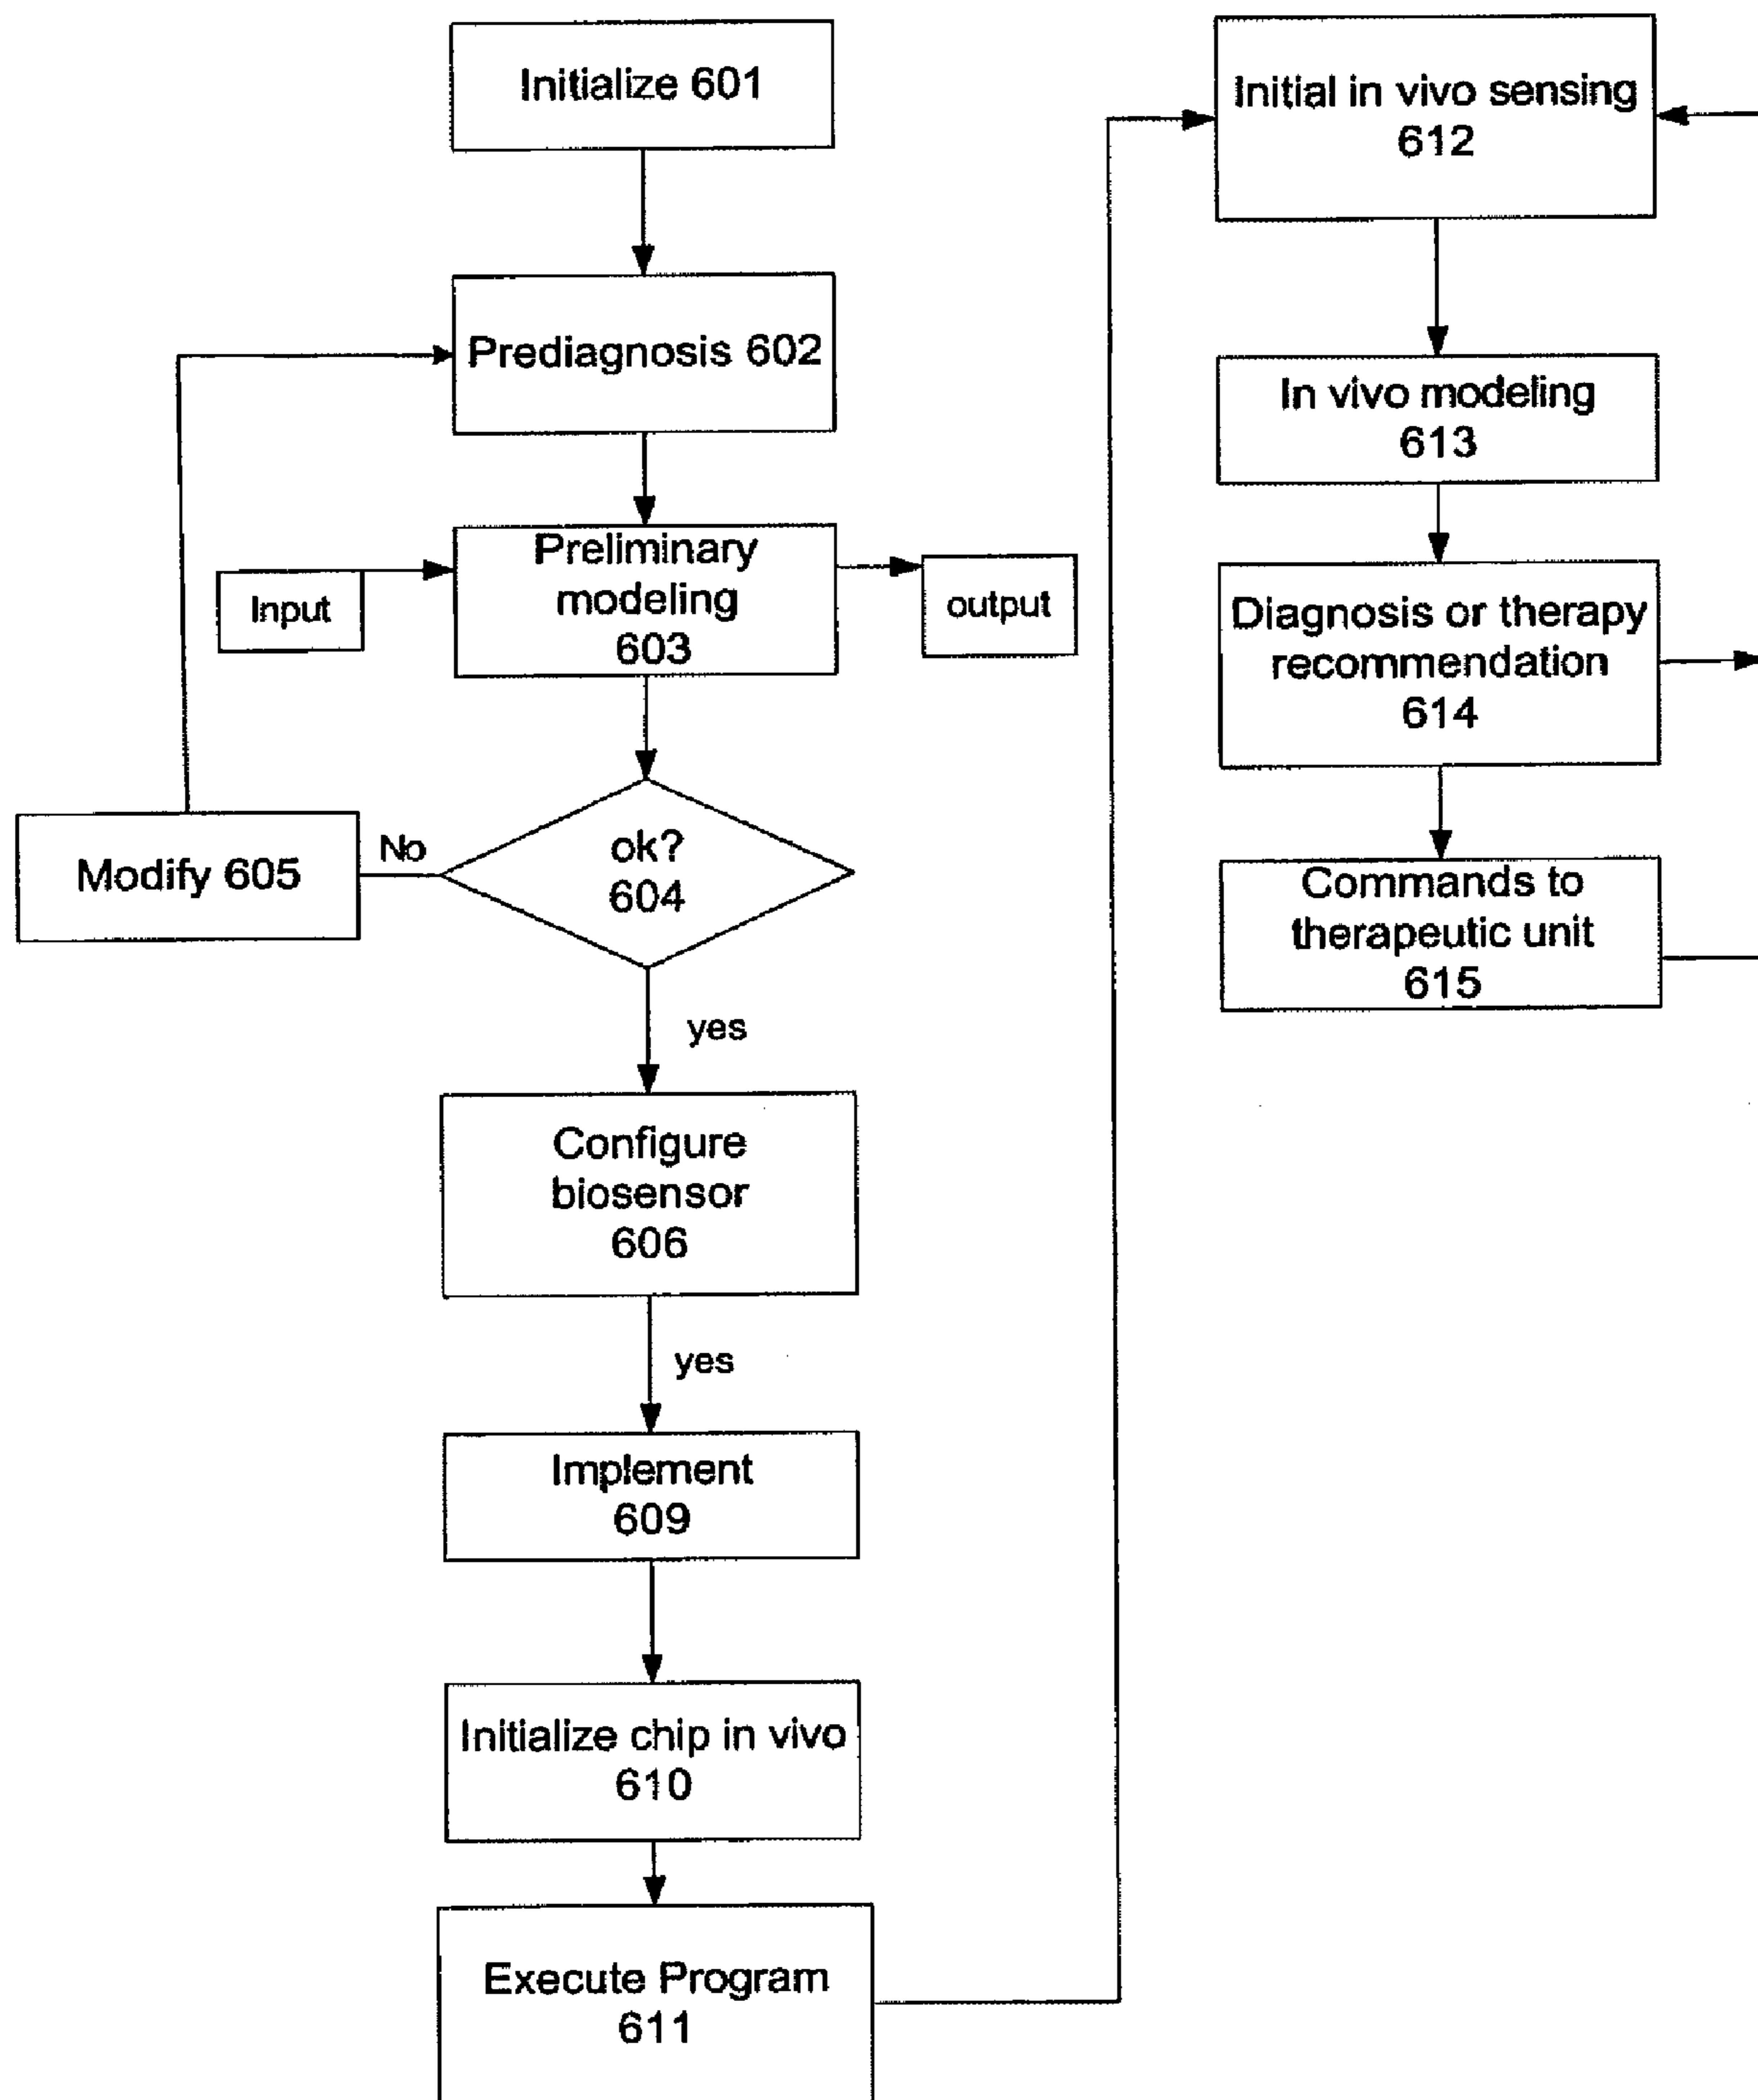 Initialize 601
Prediagnosis 602
Preliminary
modeling
603
Input
output
ok?
604
No
Modify 605
yes
Configure
biosensor
606
yes
Implement
609
Initialize chip in vivo
610
Execute Program
611
Initial in vivo sensing
612
In vivo modeling
613
Diagnosis or therapy
recommendation
614
Commands to
therapeutic unit
615